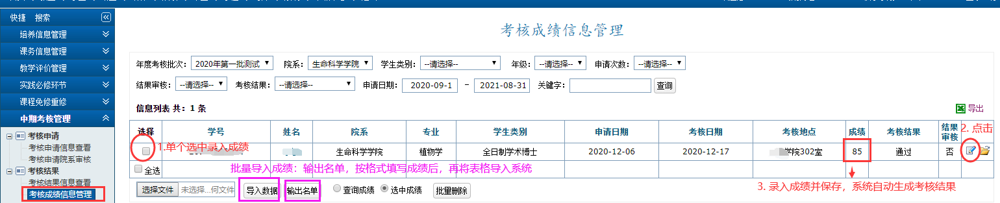 快捷 搜索
培养信息管理
课务信息管理
教学评价管理
实践必修环节
课程免修重修
中期考核管理
考核申请
考核申请信息查看
考核申请院系审核
考核结果
考核结果信息查看
考核成绩信息管理
考核成绩信息管理
年度考核批次： 2020年第一批测试 院系： 生命科学学院 学生类别： --请选择-- 年级： --请选择-- 申请次数： --请选择--
结果审核： --请选择-- 考核结果： --请选择-- 申请日期： 2020-09-1 - 2021-08-31 关键字： 查询
信息列表 共：1 条 导出
选择 学号 姓名 院系 专业 学生类别 申请日期 考核日期 考核地点 成绩 考核结果 结果审核 2. 点击
1.单个选中录入成绩 生命科学学院 植物学 全日制学术博士 2020-12-06 2020-12-17 学院302室 85 通过 否
全选 批量导入成绩：输出名单，按格式填写成绩后，再将表格导入系统
选择文件 未选择...何文件 导入数据 输出名单 查询成绩 选中成绩 批量删除 3. 录入成绩并保存，系统自动生成考核结果